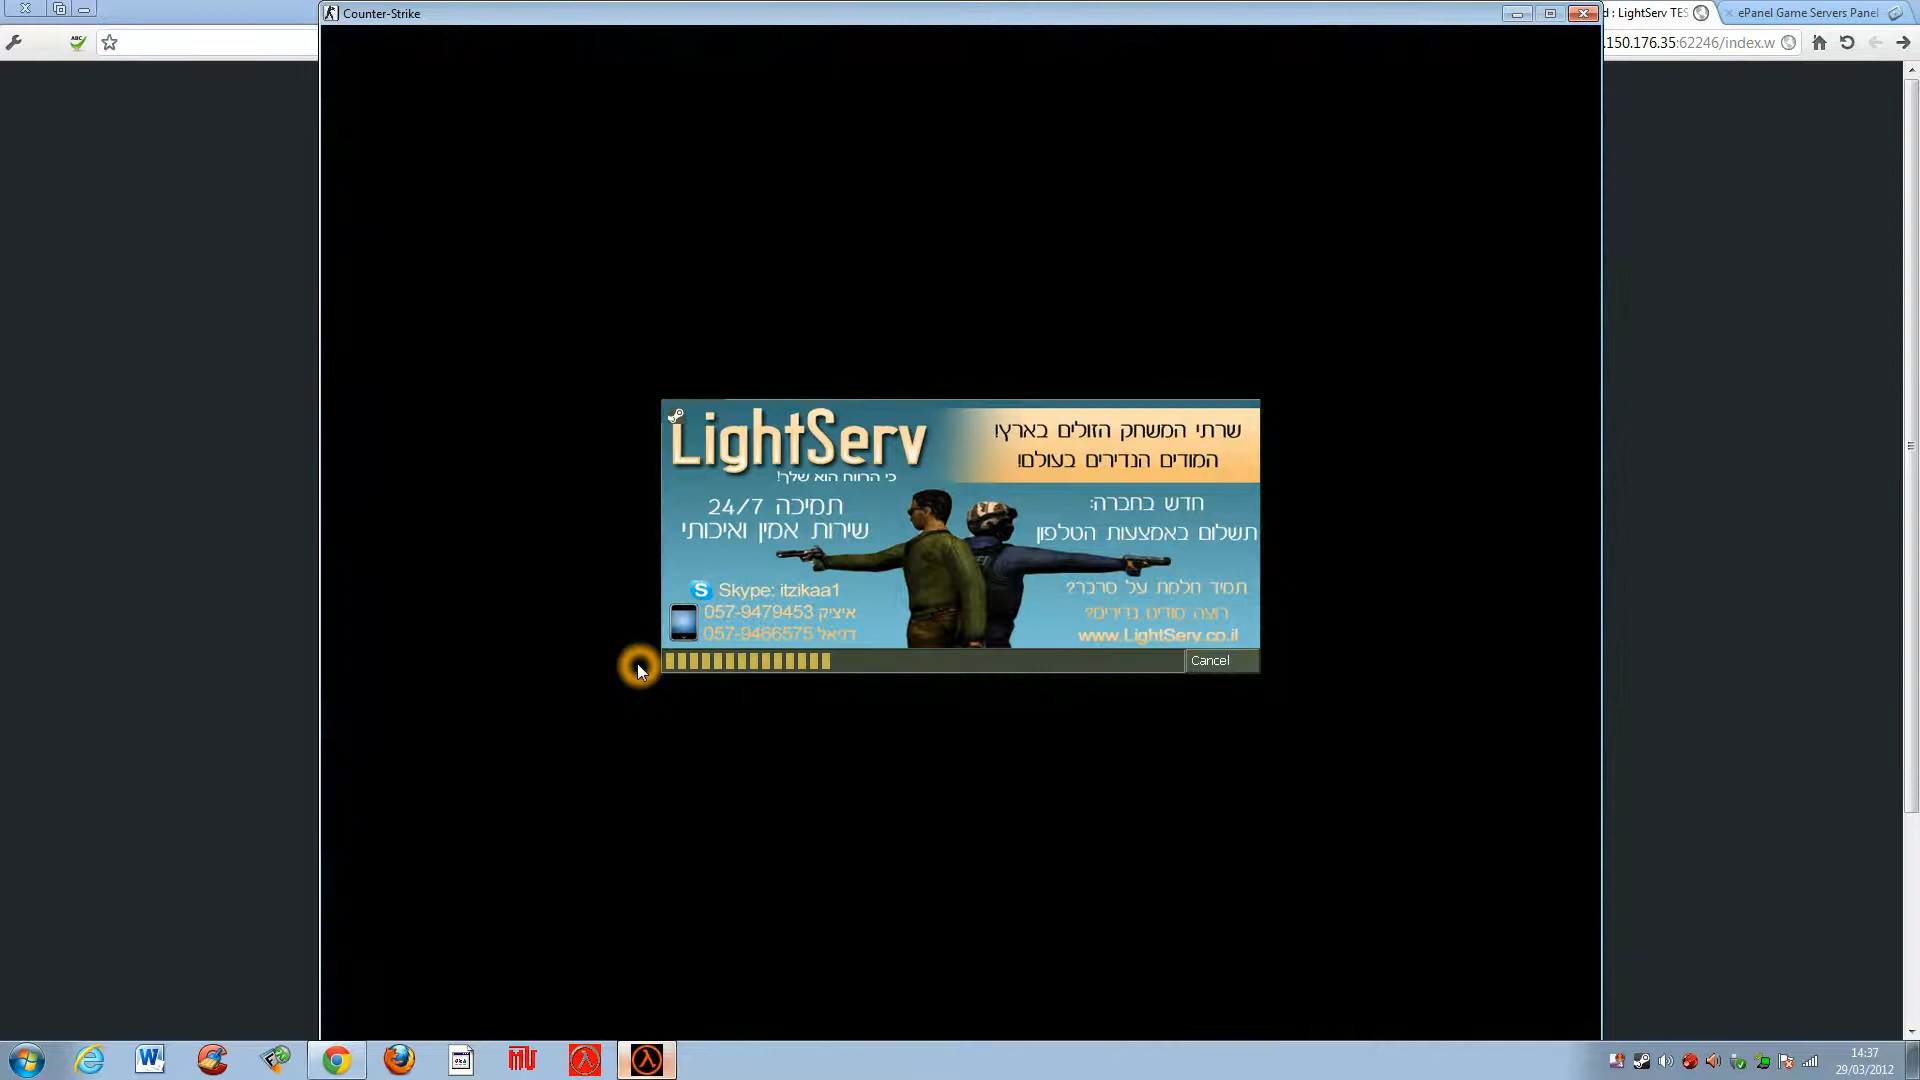 Counter-Strike
d : LightServ TES
ePanel Game Servers Panel
ABC
.150.176.35:62246/index.w
LightServ
כי הרווח הוא שלך!
שרתי המשחק הזולים בארץ!
המודים הנדירים בעולם!
תמיכה 24/7
שירות אמין ואיכותי
חדש בחברה:
תשלום באמצעות הטלפון
Skype: itzikaa1
057-9479453 איציק
057-9466575 דניאל
תמיד חלמת על סרבר?
רוצה מודים נדירים?
www.LightServ.co.il
Cancel
14:37
29/03/2012